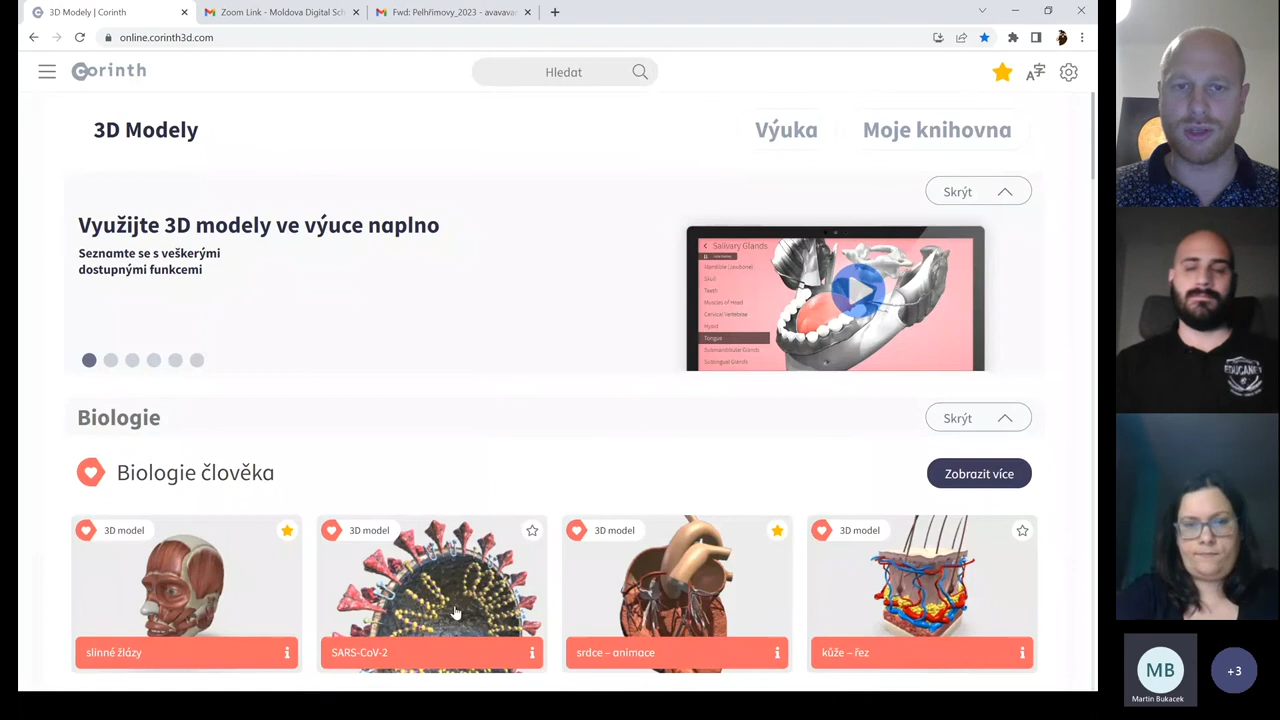 3D Modely | Corinth
Zoom Link - Moldova Digital Sch
Fwd: Pelhřimovy_2023 - avavava
online.corinth3d.com
corinth
Hledat
3D Modely
Výuka
Moje knihovna
Skrýt
Využijte 3D modely ve výuce naplno
Seznamte se s veškerými
dostupnými funkcemi
Salivary Glands
Mandible (Jawbone)
Skull
Teeth
Muscles of Head
Cervical Vertebrae
Hyoid
Tongue
Submandibular Glands
Sublingual Glands
Biologie
Skrýt
Biologie člověka
Zobrazit více
3D model
3D model
3D model
3D model
slinné žlázy
SARS-CoV-2
srdce – animace
kůže – řez
EDUCANET
MB
Martin Bukacek
+3